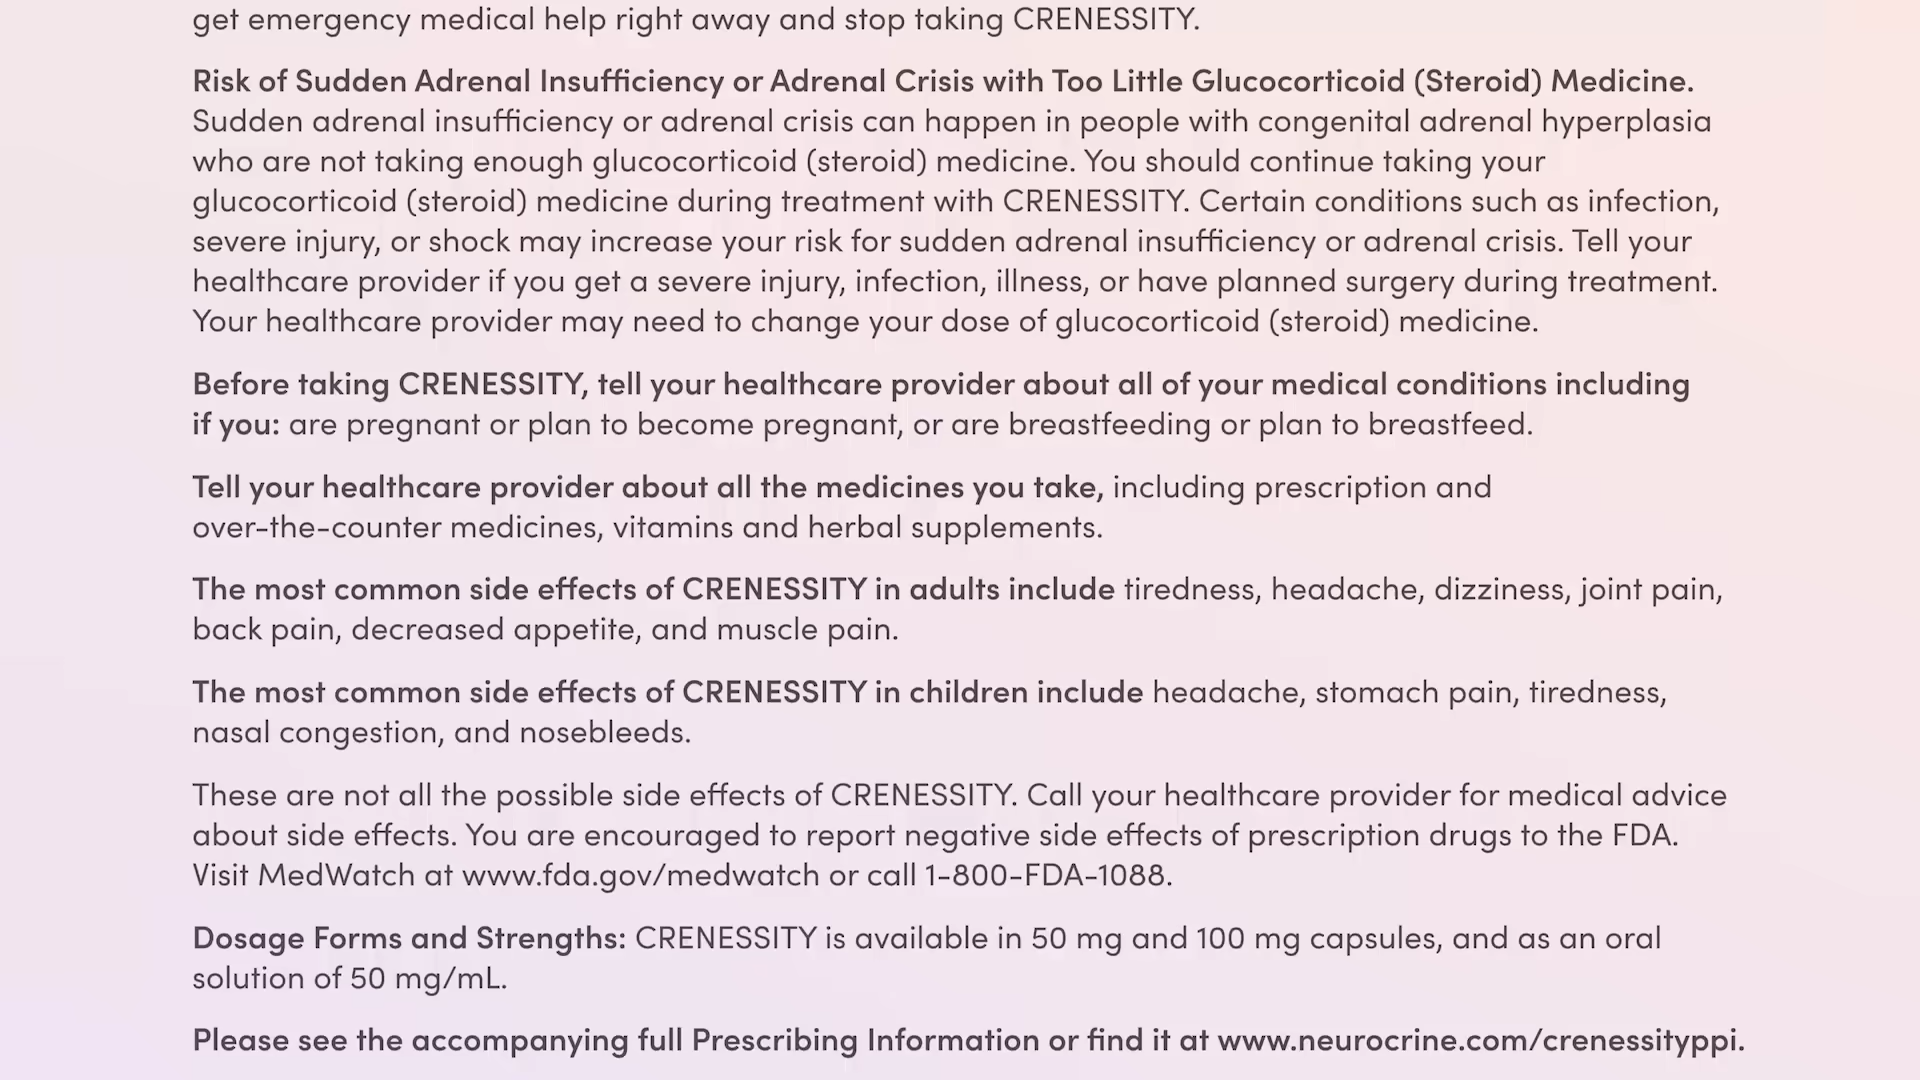 get emergency medical help right away and stop taking CRENESSITY.
Risk of Sudden Adrenal Insufficiency or Adrenal Crisis with Too Little Glucocorticoid (Steroid) Medicine.
Sudden adrenal insufficiency or adrenal crisis can happen in people with congenital adrenal hyperplasia
who are not taking enough glucocorticoid (steroid) medicine. You should continue taking your
glucocorticoid (steroid) medicine during treatment with CRENESSITY. Certain conditions such as infection,
severe injury, or shock may increase your risk for sudden adrenal insufficiency or adrenal crisis. Tell your
healthcare provider if you get a severe injury, infection, illness, or have planned surgery during treatment.
Your healthcare provider may need to change your dose of glucocorticoid (steroid) medicine.
Before taking CRENESSITY, tell your healthcare provider about all of your medical conditions including
if you: are pregnant or plan to become pregnant, or are breastfeeding or plan to breastfeed.
Tell your healthcare provider about all the medicines you take, including prescription and
over-the-counter medicines, vitamins and herbal supplements.
The most common side effects of CRENESSITY in adults include tiredness, headache, dizziness, joint pain,
back pain, decreased appetite, and muscle pain.
The most common side effects of CRENESSITY in children include headache, stomach pain, tiredness,
nasal congestion, and nosebleeds.
These are not all the possible side effects of CRENESSITY. Call your healthcare provider for medical advice
about side effects. You are encouraged to report negative side effects of prescription drugs to the FDA.
Visit MedWatch at www.fda.gov/medwatch or call 1-800-FDA-1088.
Dosage Forms and Strengths: CRENESSITY is available in 50 mg and 100 mg capsules, and as an oral
solution of 50 mg/mL.
Please see the accompanying full Prescribing Information or find it at www.neurocrine.com/crenessityppi.